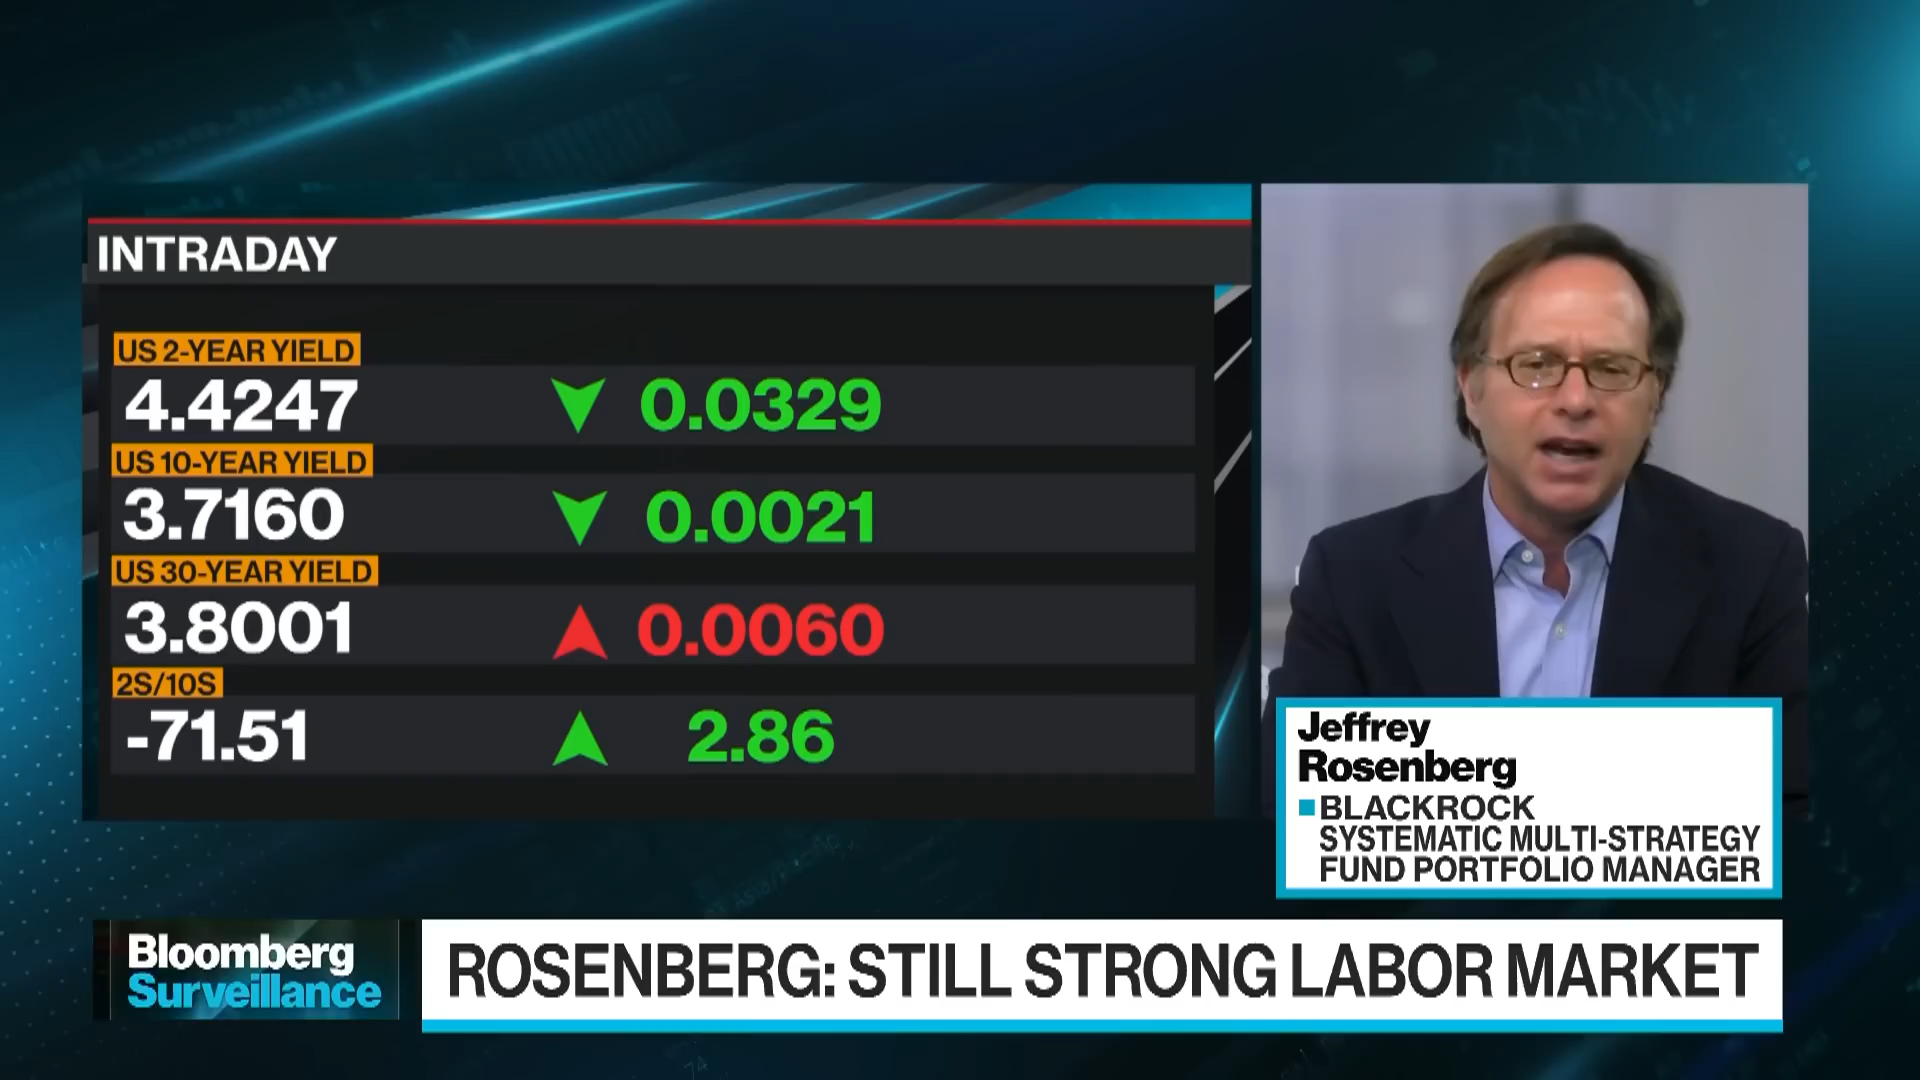 INTRADAY
US 2-YEAR YIELD
4.4247 ▼ 0.0329
US 10-YEAR YIELD
3.7160 ▼ 0.0021
US 30-YEAR YIELD
3.8001 ▲ 0.0060
2S/10S
-71.51 ▲ 2.86
Jeffrey
Rosenberg
BLACKROCK
SYSTEMATIC MULTI-STRATEGY
FUND PORTFOLIO MANAGER
Bloomberg
Surveillance
ROSENBERG: STILL STRONG LABOR MARKET